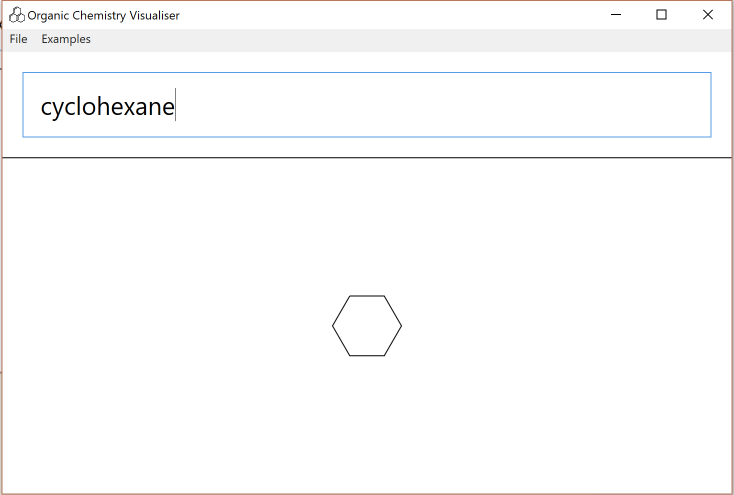 Organic Chemistry Visualiser
File Examples
cyclohexane